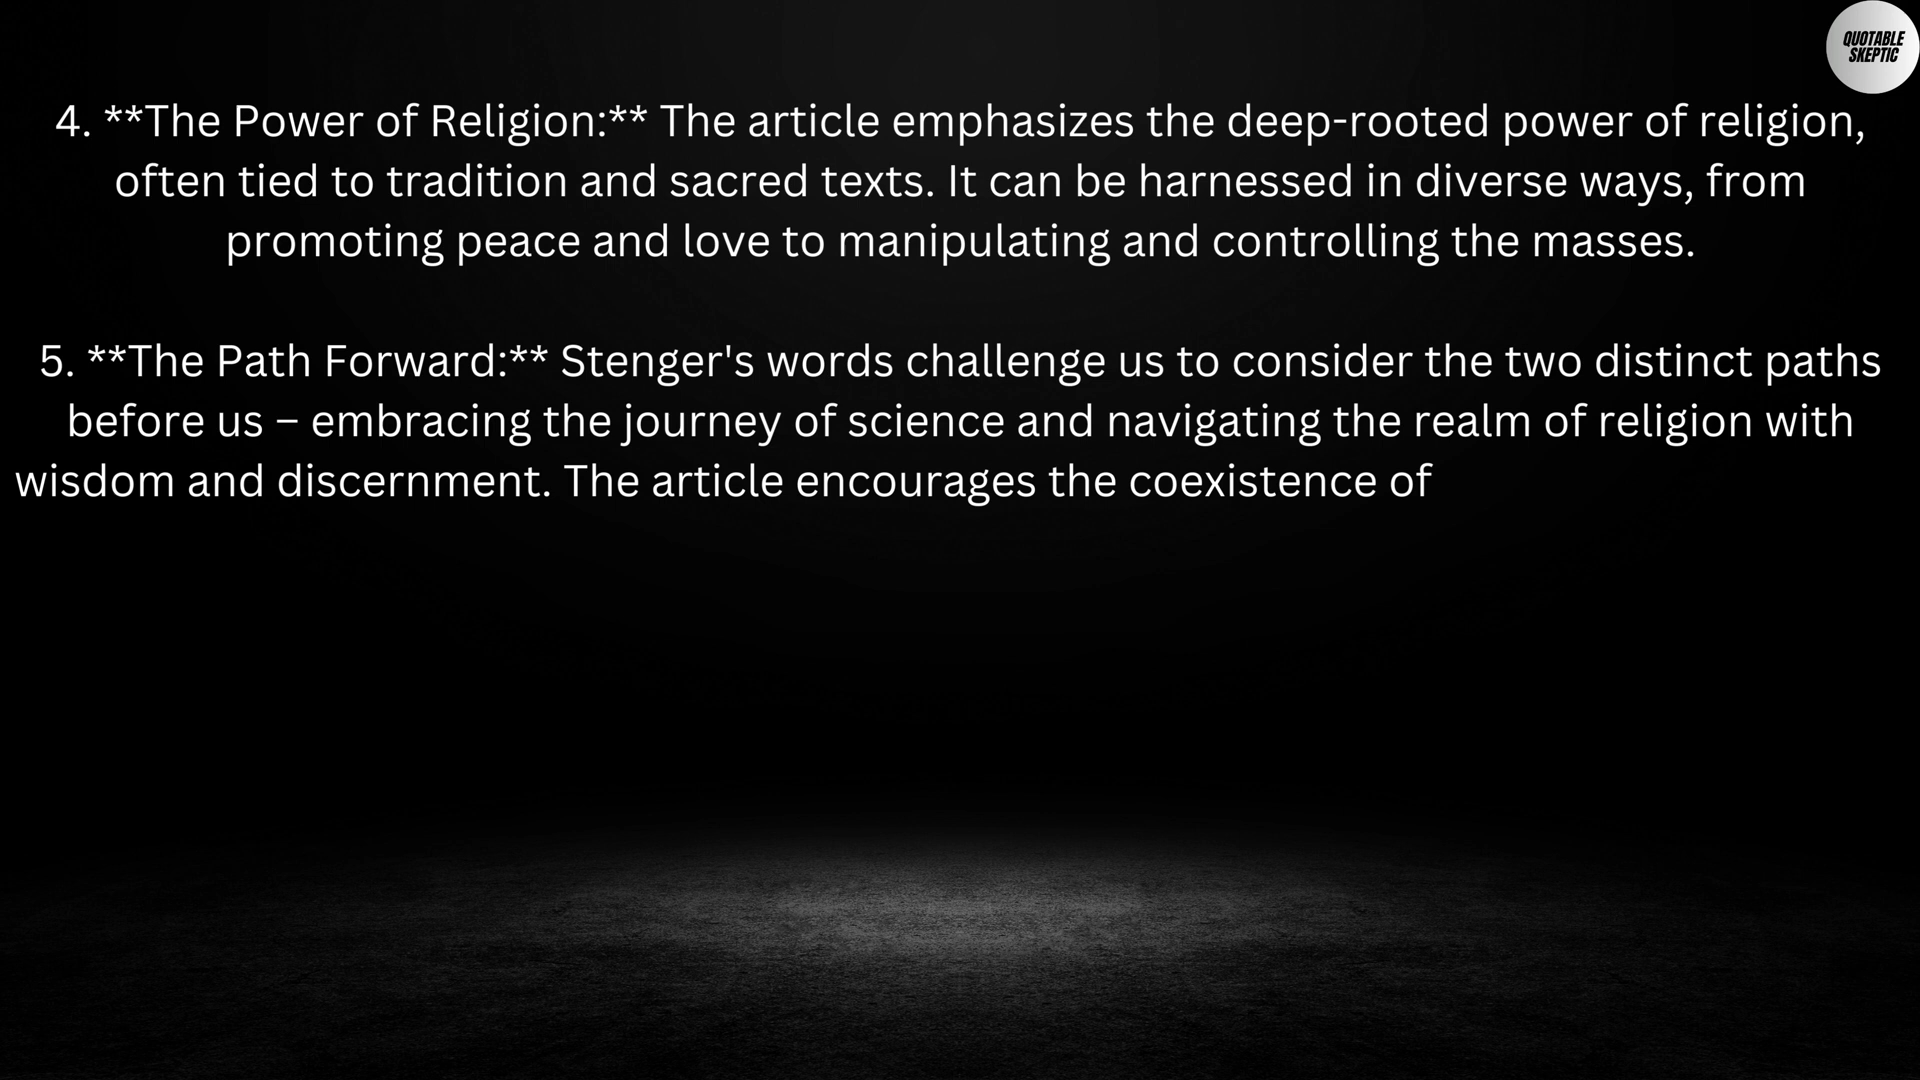 QUOTABLE
SKEPTIC
4. **The Power of Religion:** The article emphasizes the deep-rooted power of religion,
often tied to tradition and sacred texts. It can be harnessed in diverse ways, from
promoting peace and love to manipulating and controlling the masses.
5. **The Path Forward:** Stenger's words challenge us to consider the two distinct paths
before us – embracing the journey of science and navigating the realm of religion with
wisdom and discernment. The article encourages the coexistence of